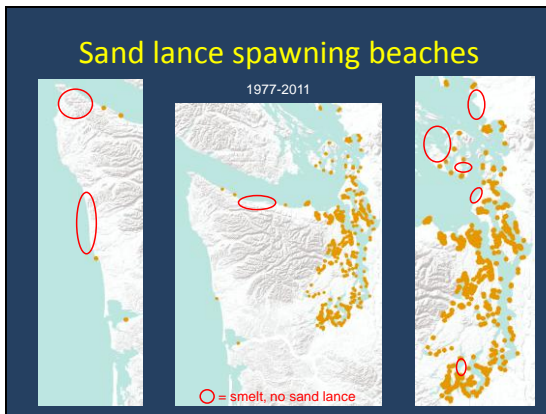 Sand lance spawning beaches
1977-2011
= smelt, no sand lance